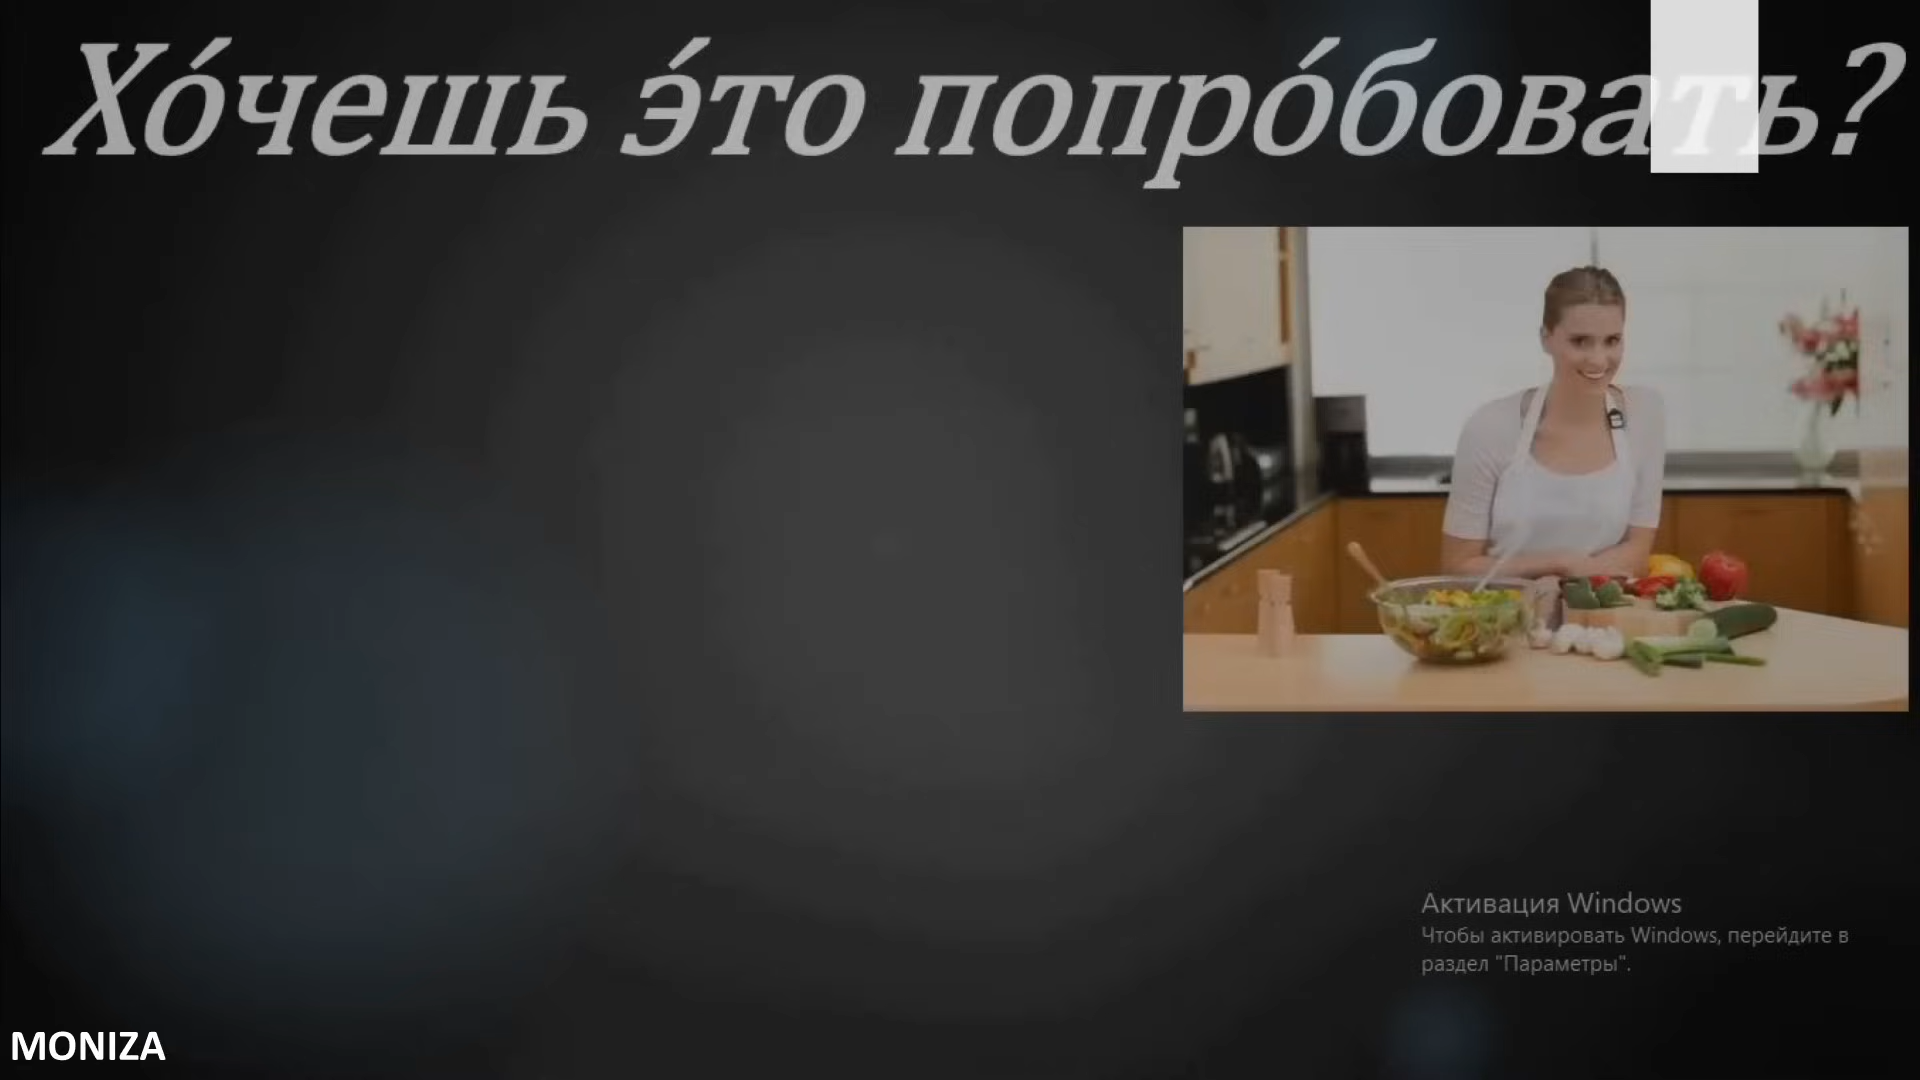 Хо́чешь э́то попро́бовать?
Активация Windows
Чтобы активировать Windows, перейдите в
раздел "Параметры".
MONIZA